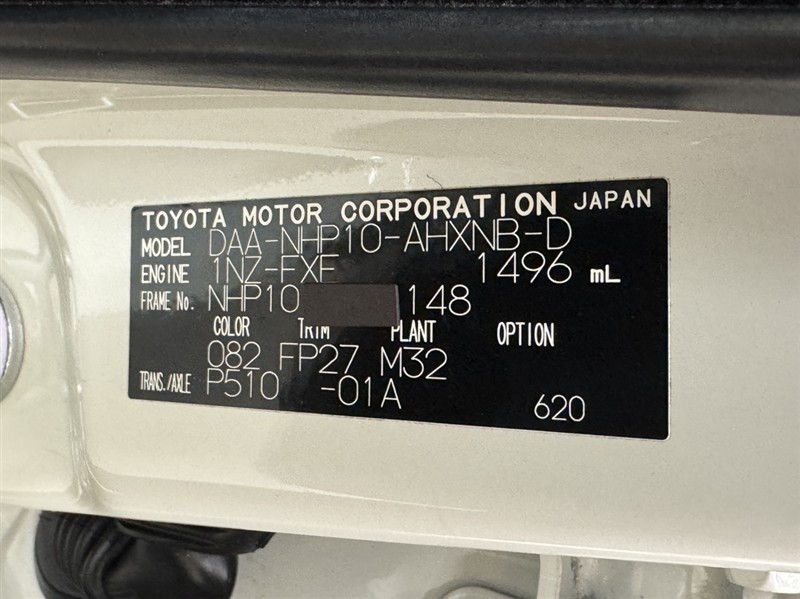 TOYOTA MOTOR CORPORATION JAPAN
MODEL DAA-NHP10-AHXNB-D
ENGINE 1NZ-FXE 1496 mL
FRAME No. NHP10 148
COLOR TRIM PLANT OPTION
082 FP27 M32
TRANS./AXLE P510 -01A
620